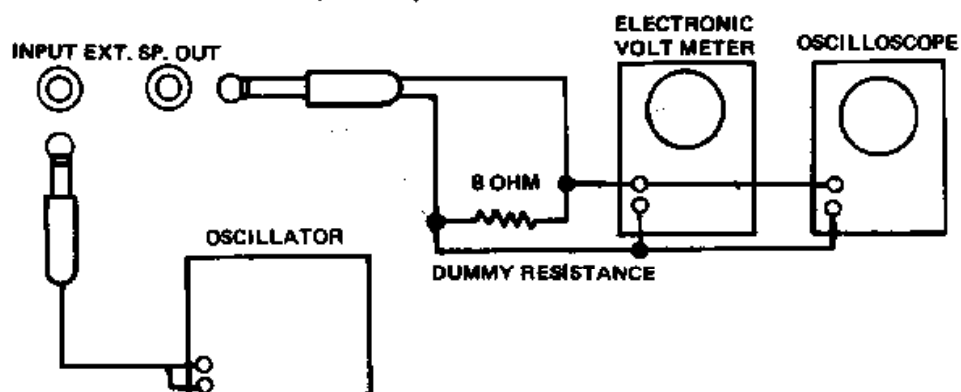 INPUT EXT. SP. OUT
ELECTRONIC
VOLT METER
OSCILLOSCOPE
8 OHM
DUMMY RESISTANCE
OSCILLATOR